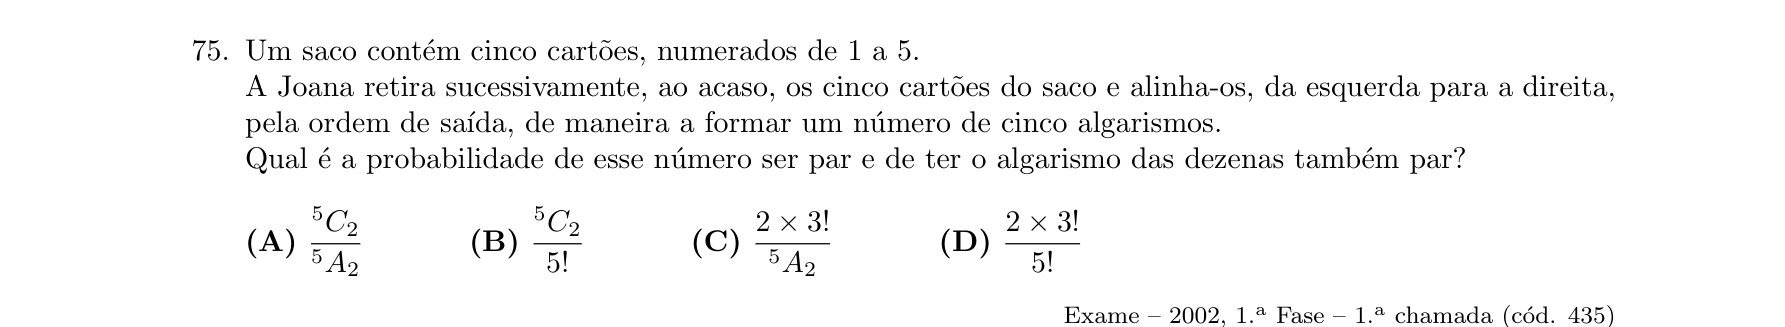 75. Um saco contém cinco cartões, numerados de 1 a 5.
A Joana retira sucessivamente, ao acaso, os cinco cartões do saco e alinha-os, da esquerda para a direita,
pela ordem de saída, de maneira a formar um número de cinco algarismos.
Qual é a probabilidade de esse número ser par e de ter o algarismo das dezenas também par?
(A) $\frac{^5C_2}{^5A_2}$ (B) $\frac{^5C_2}{5!}$ (C) $\frac{2 \times 3!}{^5A_2}$ (D) $\frac{2 \times 3!}{5!}$
Exame – 2002, 1.ª Fase – 1.ª chamada (cód. 435)